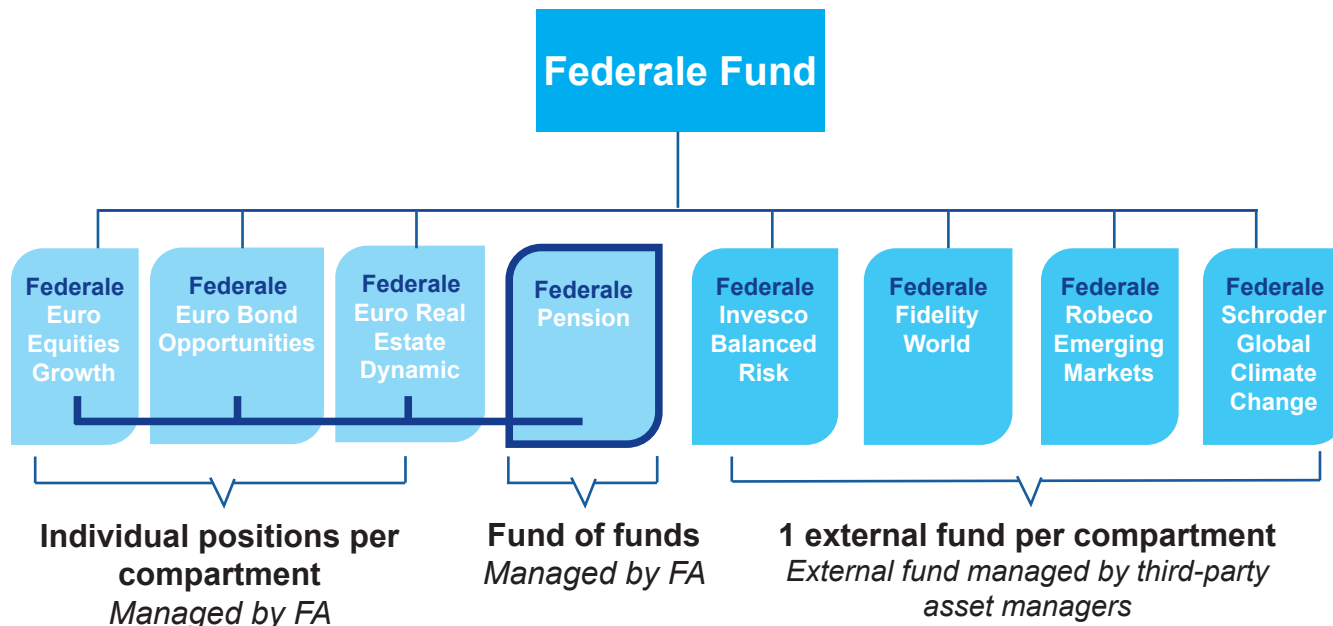 Federale Fund
Federale
Euro
Equities
Growth
Federale
Euro Bond
Opportunities
Federale
Euro Real
Estate
Dynamic
Federale
Pension
Federale
Invesco
Balanced
Risk
Federale
Fidelity
World
Federale
Robeco
Emerging
Markets
Federale
Schroder
Global
Climate
Change
Individual positions per
compartment
Managed by FA
Fund of funds
Managed by FA
1 external fund per compartment
External fund managed by third-party
asset managers